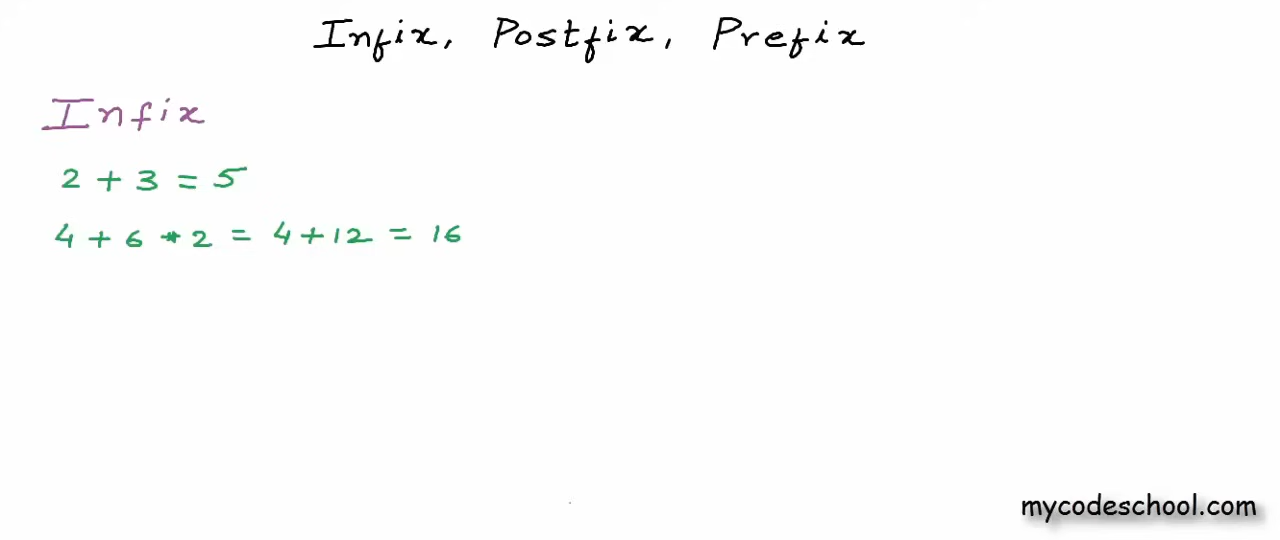 Infix, Postfix, Prefix
Infix
2 + 3 = 5
4 + 6 * 2 = 4 + 12 = 16
mycodeschool.com